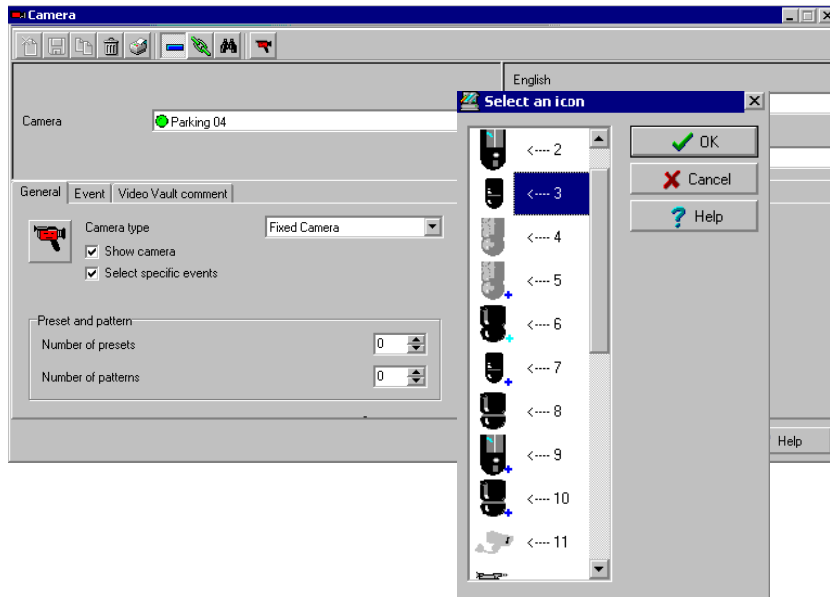 Camera
English
Camera
Parking 04
Select an icon
<---- 2
<---- 3
<---- 4
<---- 5
<---- 6
<---- 7
<---- 8
<---- 9
<---- 10
<---- 11
OK
Cancel
? Help
General
Event
Video Vault comment
Camera type
Fixed Camera
Show camera
Select specific events
Preset and pattern
Number of presets
0
Number of patterns
0
Help